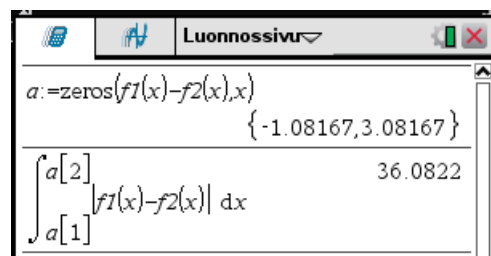 Luonnossivu
a:=zeros(f1(x)−f2(x),x)
{-1.08167,3.08167}
∫a[1]a[2] |f1(x)−f2(x)| dx 36.0822